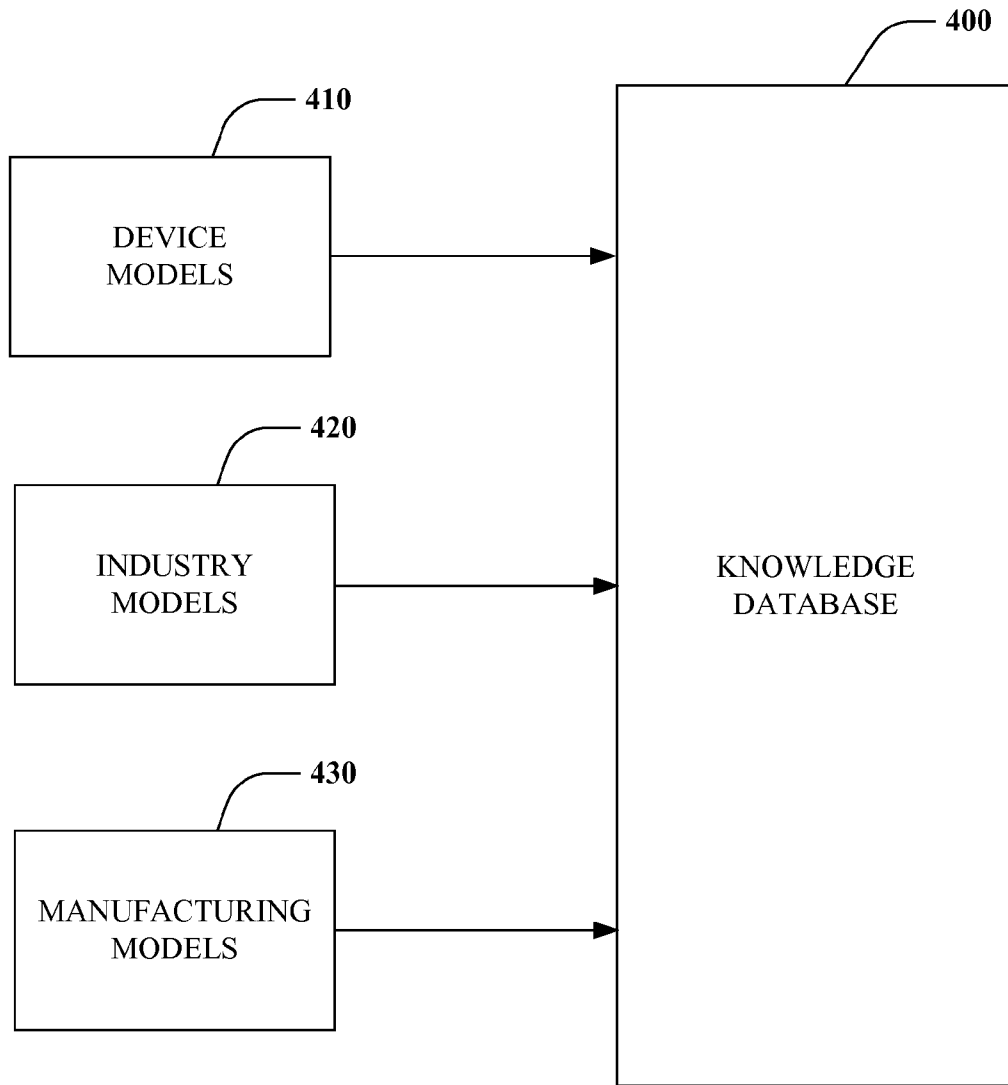 400
410
DEVICE
MODELS
420
INDUSTRY
MODELS
KNOWLEDGE
DATABASE
430
MANUFACTURING
MODELS